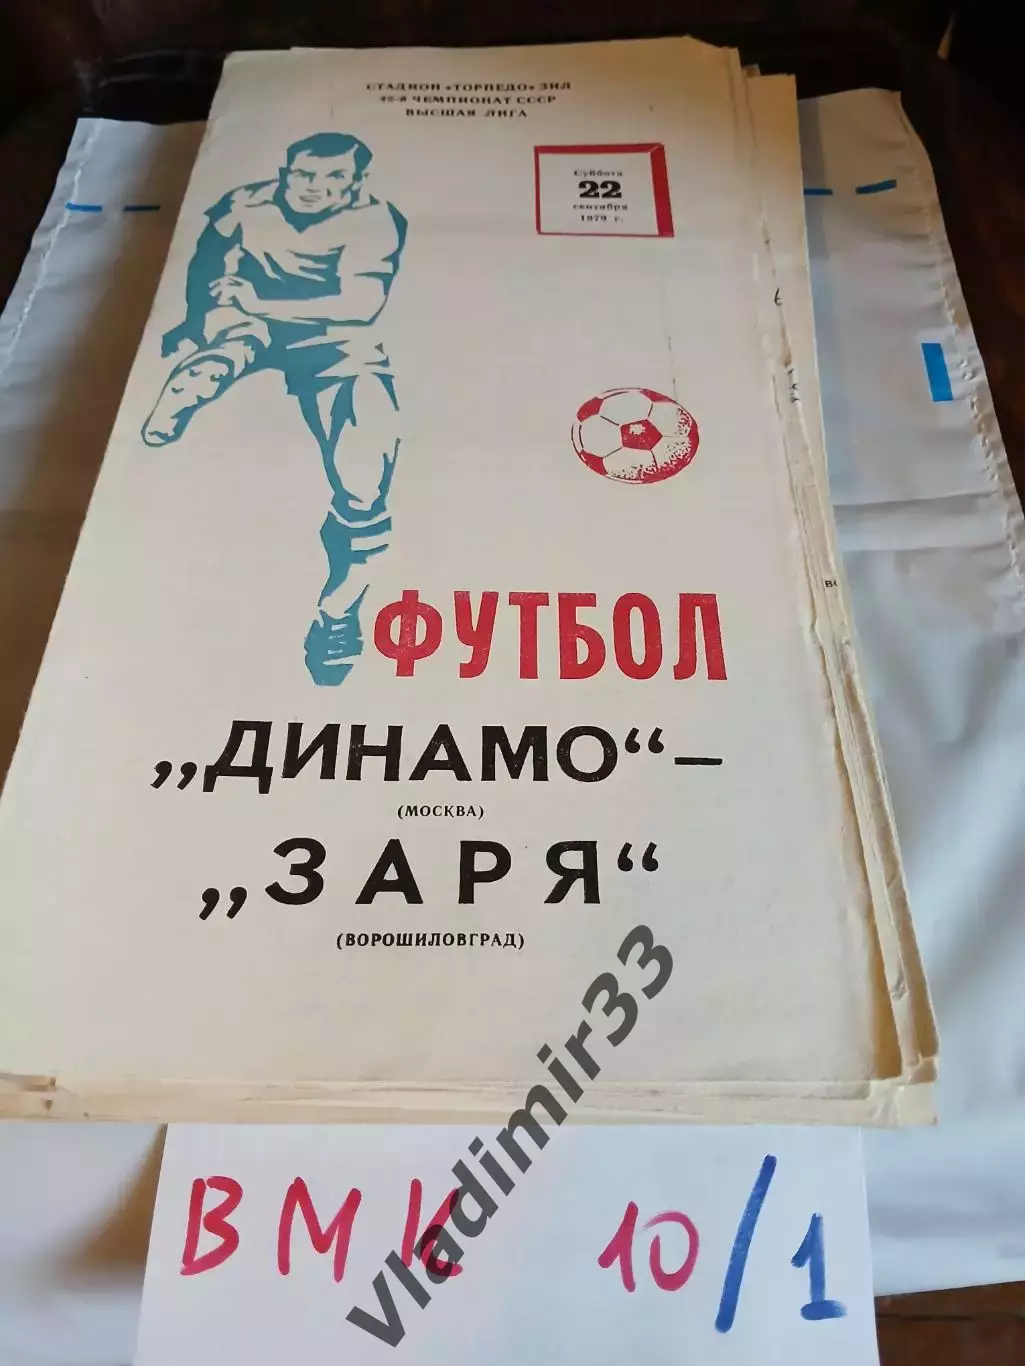 СТАДИОН «ТОРПЕДО» ЗИЛ
42-й ЧЕМПИОНАТ СССР
ВЫСШАЯ ЛИГА
Суббота
22
сентября
1979 г.
ФУТБОЛ
„ДИНАМО“ –
(МОСКВА)
„ЗАРЯ“
(ВОРОШИЛОВГРАД)
ВМК 10/1
Vladimir33